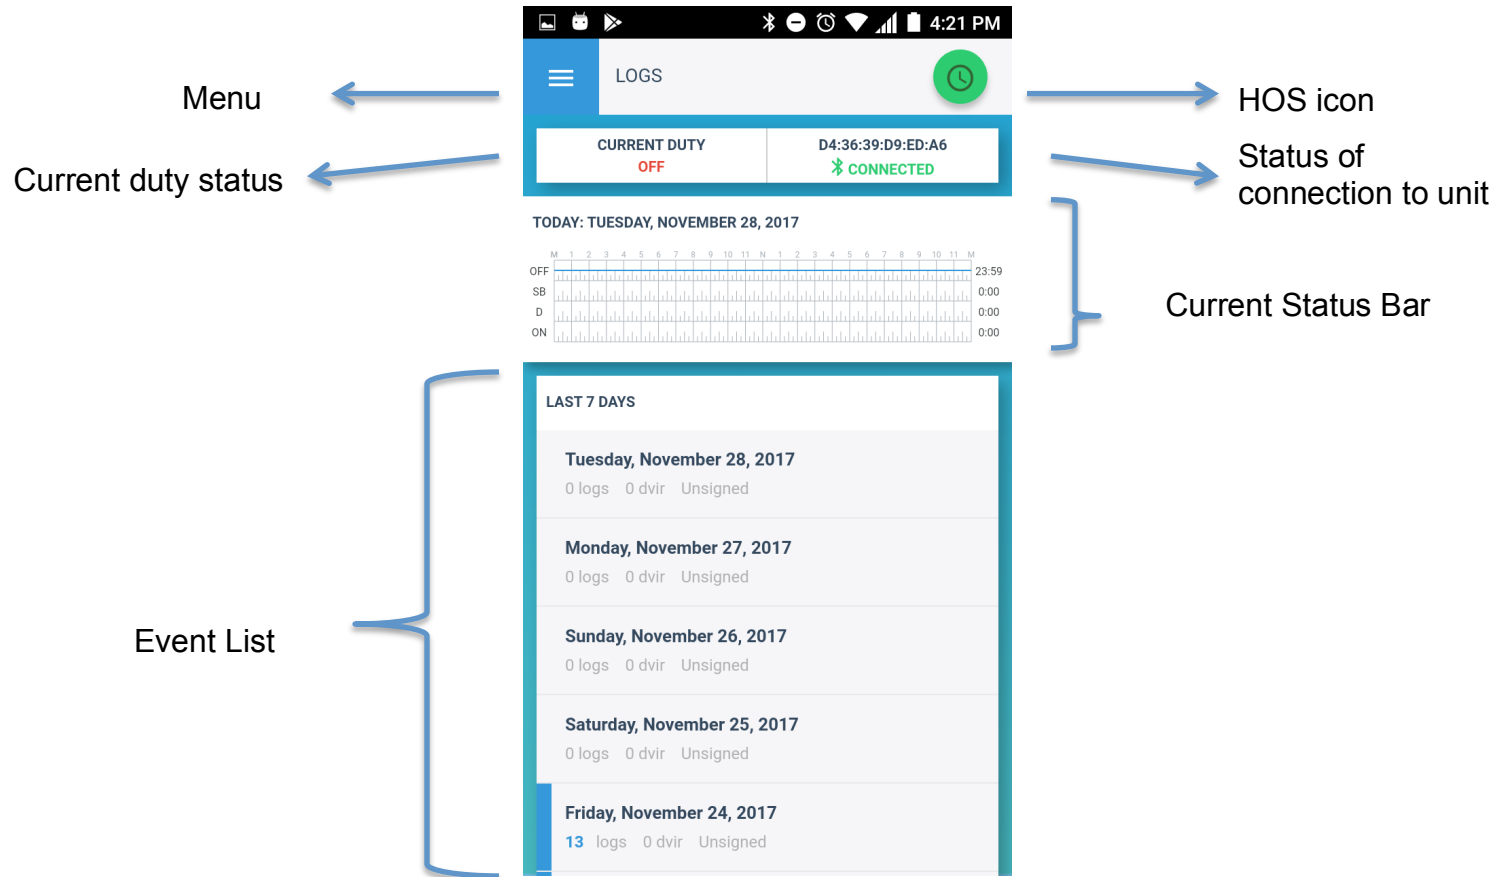 4:21 PM
LOGS
Menu
HOS icon
CURRENT DUTY
OFF
D4:36:39:D9:ED:A6
CONNECTED
Current duty status
Status of
connection to unit
TODAY: TUESDAY, NOVEMBER 28, 2017
M 1 2 3 4 5 6 7 8 9 10 11 N 1 2 3 4 5 6 7 8 9 10 11 M
OFF 23:59
SB 0:00
D 0:00
ON 0:00
Current Status Bar
LAST 7 DAYS
Tuesday, November 28, 2017
0 logs 0 dvir Unsigned
Monday, November 27, 2017
0 logs 0 dvir Unsigned
Sunday, November 26, 2017
0 logs 0 dvir Unsigned
Event List
Saturday, November 25, 2017
0 logs 0 dvir Unsigned
Friday, November 24, 2017
13 logs 0 dvir Unsigned